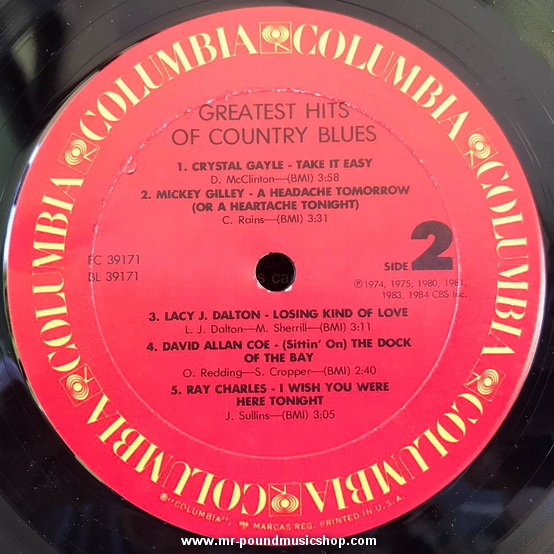 COLUMBIA COLUMBIA COLUMBIA COLUMBIA COLUMBIA COLUMBIA
GREATEST HITS
OF COUNTRY BLUES
1. CRYSTAL GAYLE - TAKE IT EASY
D. McClinton—(BMI) 3:58
2. MICKEY GILLEY - A HEADACHE TOMORROW
(OR A HEARTACHE TONIGHT)
C. Rains—(BMI) 3:31
FC 39171
BL 39171
SIDE 2
Ⓟ1974, 1975, 1980, 1981,
1983, 1984 CBS Inc.
3. LACY J. DALTON - LOSING KIND OF LOVE
L. J. Dalton—M. Sherrill—(BMI) 3:11
4. DAVID ALLAN COE - (Sittin' On) THE DOCK
OF THE BAY
O. Redding—S. Cropper—(BMI) 2:40
5. RAY CHARLES - I WISH YOU WERE
HERE TONIGHT
J. Sullins—(BMI) 3:05
®"COLUMBIA", MARCAS REG. PRINTED IN U.S.A.
www.mr-poundmusicshop.com